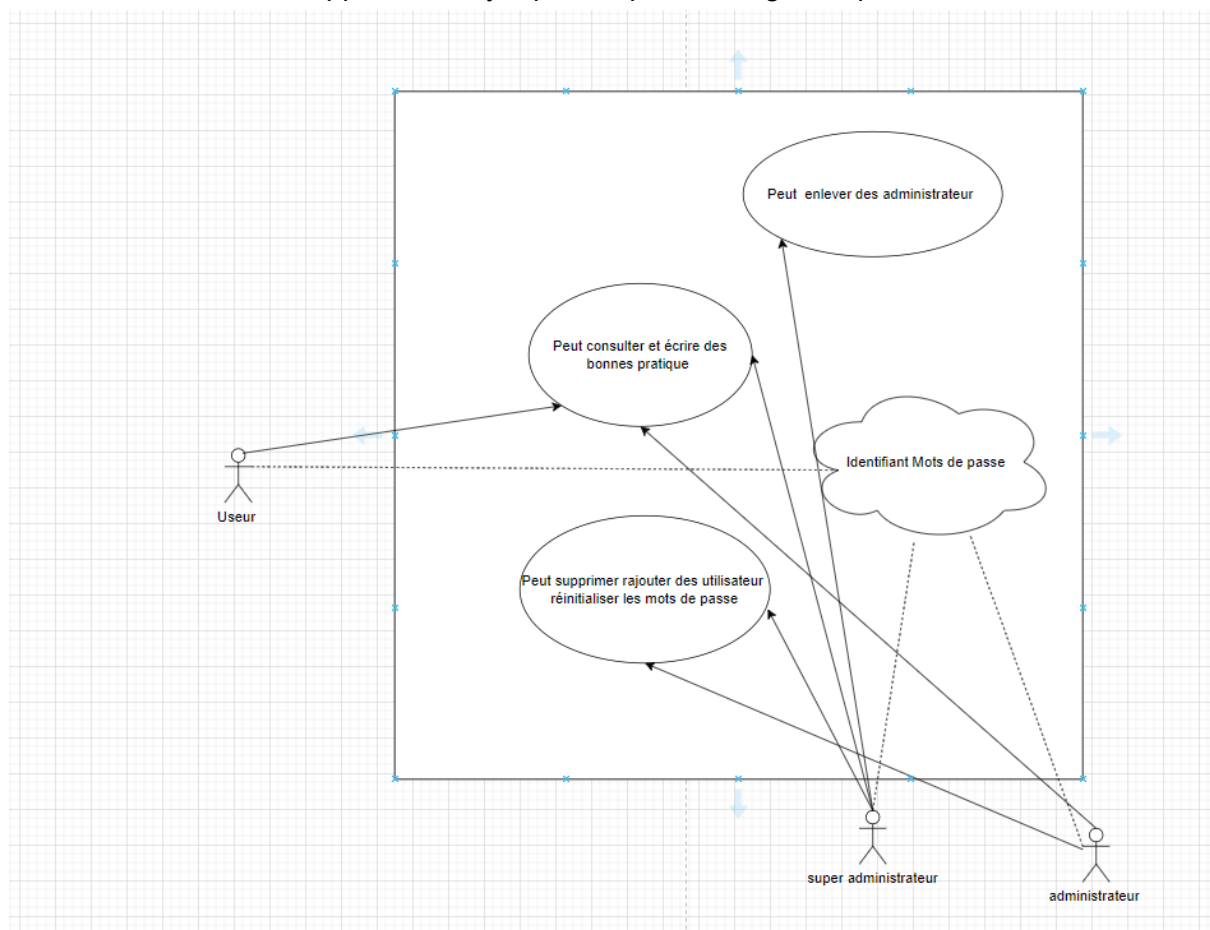 Peut enlever des administrateur
Peut consulter et écrire des
bonnes pratique
Identifiant Mots de passe
Useur
Peut supprimer rajouter des utilisateur
réinitialiser les mots de passe
super administrateur
administrateur